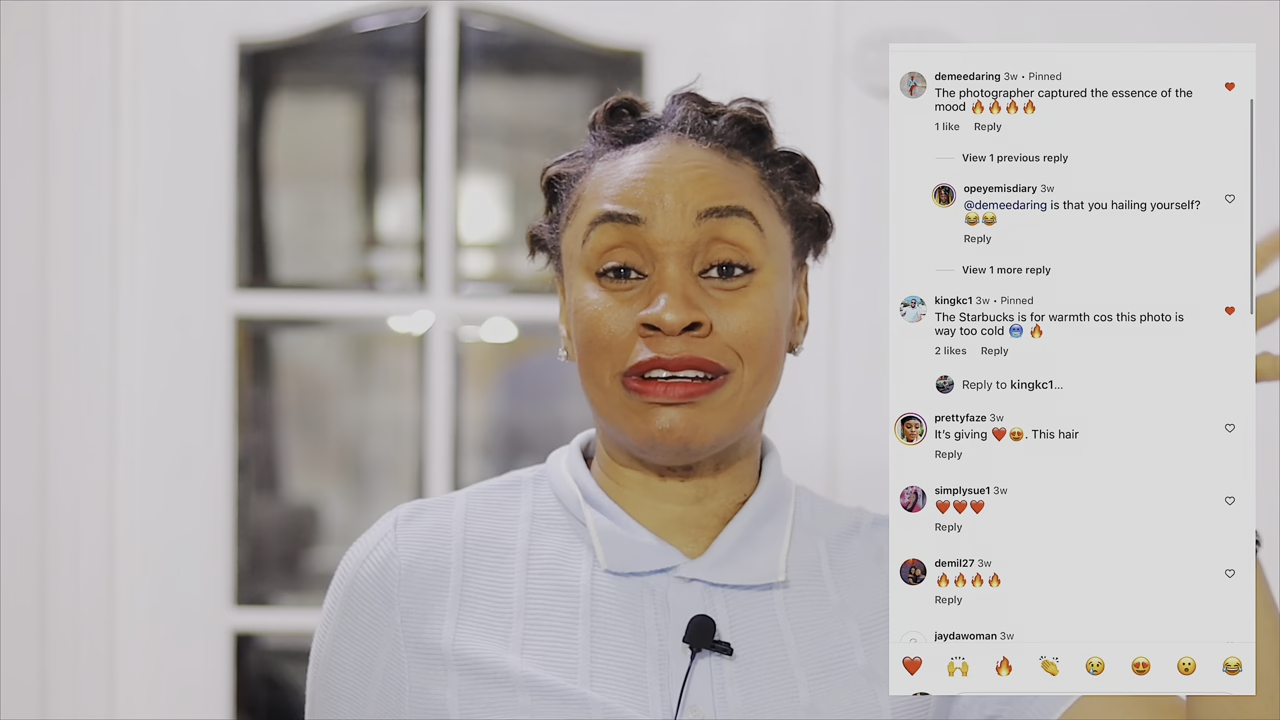 demeedaring 3w • Pinned
The photographer captured the essence of the
mood 🔥🔥🔥🔥
1 like Reply
View 1 previous reply
opeyemisdiary 3w
@demeedaring is that you hailing yourself?
😂😂
Reply
View 1 more reply
kingkc1 3w • Pinned
The Starbucks is for warmth cos this photo is
way too cold 🥶 🔥
2 likes Reply
Reply to kingkc1...
prettyfaze 3w
It's giving ❤️😍. This hair
Reply
simplysue1 3w
❤️❤️❤️
Reply
demil27 3w
🔥🔥🔥🔥
Reply
jaydawoman 3w
❤️ 🙌 🔥 👏 😢 😍 😮 😂